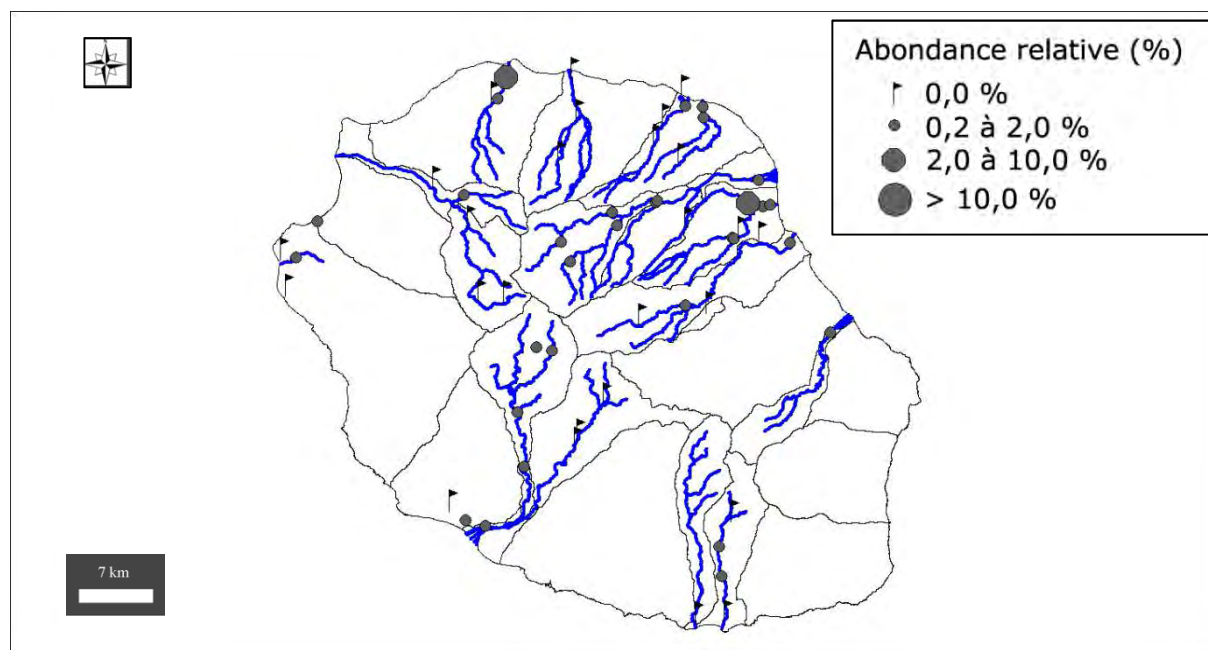 Abondance relative (%)
0,0 %
0,2 à 2,0 %
2,0 à 10,0 %
> 10,0 %
7 km